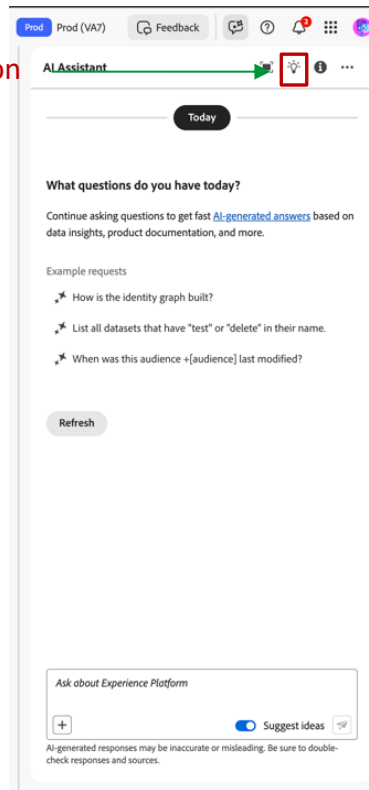 Prod Prod (VA7) Feedback 2
on
AI Assistant
Today
What questions do you have today?
Continue asking questions to get fast AI-generated answers based on
data insights, product documentation, and more.
Example requests
How is the identity graph built?
List all datasets that have "test" or "delete" in their name.
When was this audience +[audience] last modified?
Refresh
Ask about Experience Platform
Suggest ideas
AI-generated responses may be inaccurate or misleading. Be sure to double-
check responses and sources.